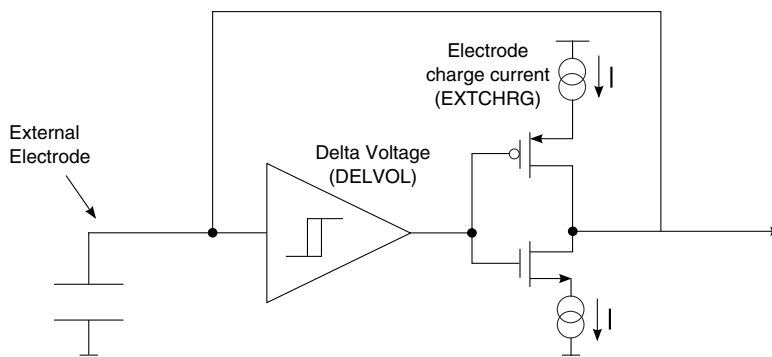 Electrode
charge current
(EXTCHRG)
I
External
Electrode
Delta Voltage
(DELVOL)
I